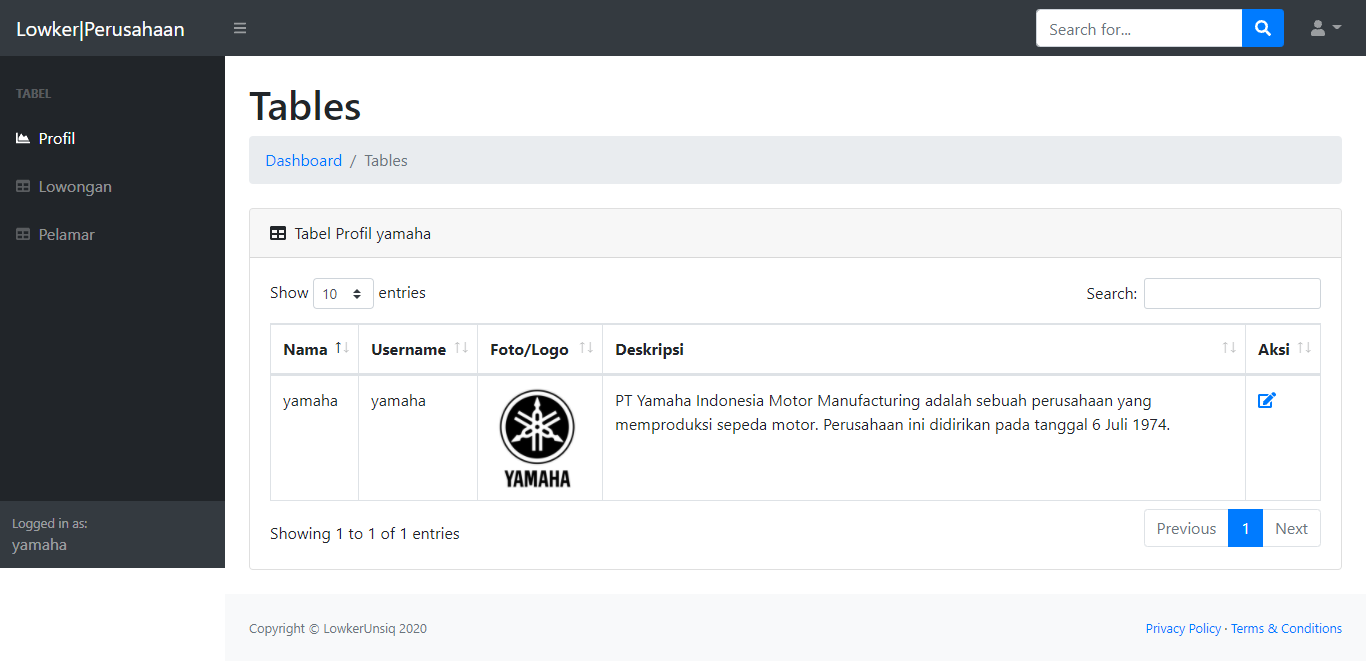 Lowker|Perusahaan
Search for...
TABEL
Profil
Lowongan
Pelamar
Logged in as:
yamaha
Tables
Dashboard / Tables
Tabel Profil yamaha
Show 10 entries
Search:
Nama Username Foto/Logo Deskripsi Aksi
yamaha yamaha PT Yamaha Indonesia Motor Manufacturing adalah sebuah perusahaan yang
memproduksi sepeda motor. Perusahaan ini didirikan pada tanggal 6 Juli 1974.
YAMAHA
Showing 1 to 1 of 1 entries
Previous 1 Next
Copyright © LowkerUnsiq 2020
Privacy Policy · Terms & Conditions